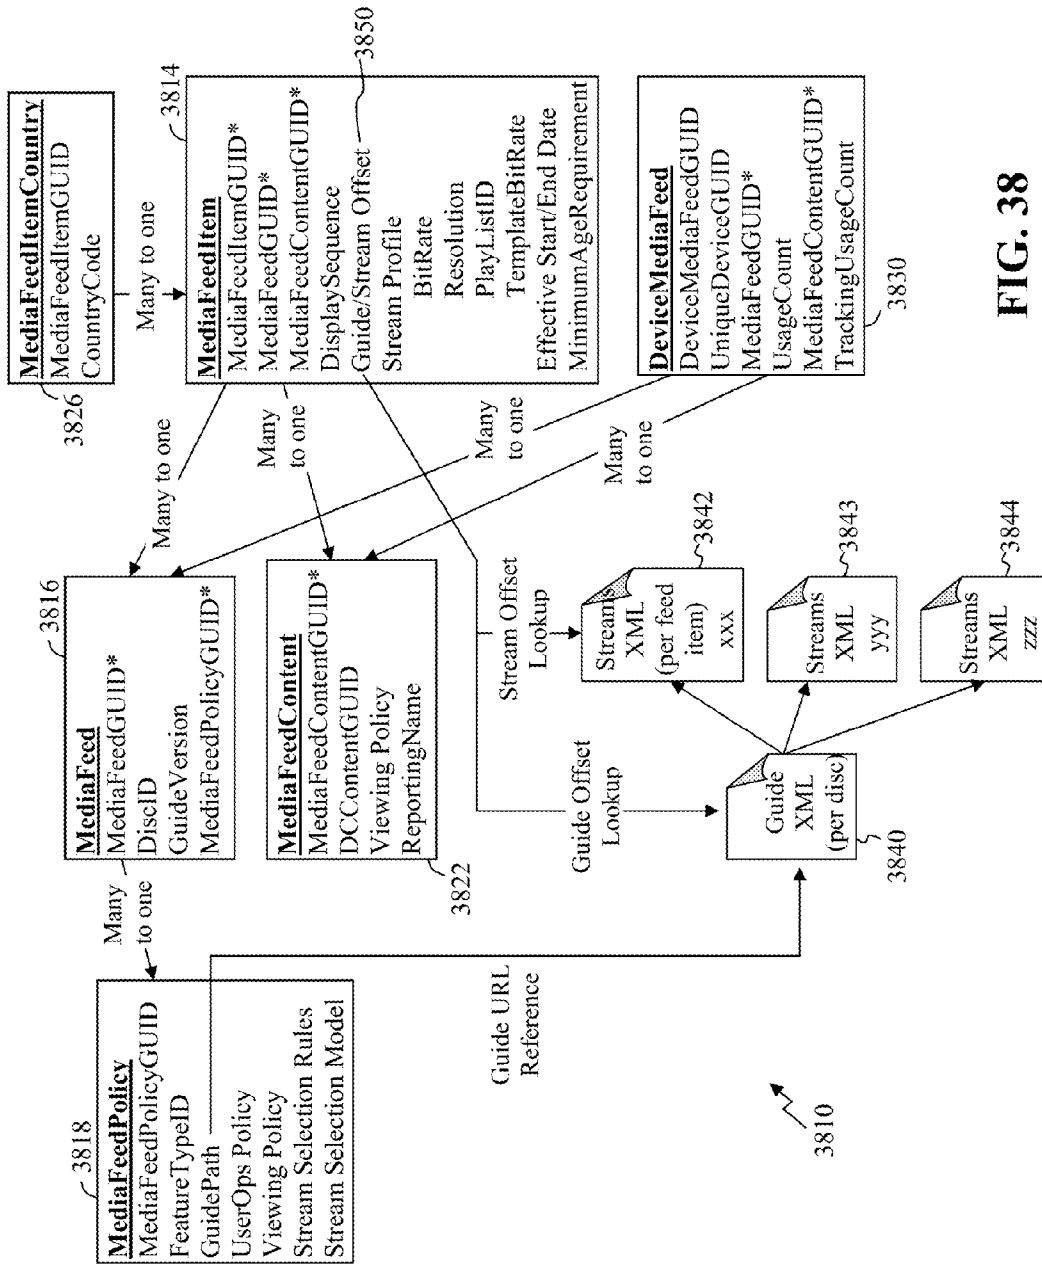 3826
MediaFeedItemCountry
MediaFeedItemGUID
CountryCode
Many to one
3814
MediaFeedItem
MediaFeedItemGUID*
MediaFeedGUID*
MediaFeedContentGUID*
DisplaySequence
Guide/Stream Offset
Stream Profile
BitRate
Resolution
PlayListID
TemplateBitRate
Effective Start/End Date
MinimumAgeRequirement
3850
DeviceMediaFeed
DeviceMediaFeedGUID
UniqueDeviceGUID
MediaFeedGUID*
UsageCount
MediaFeedContentGUID*
TrackingUsageCount
3830
Many to one
Many
to one
Many
to one
Many
to one
3816
MediaFeed
MediaFeedGUID*
DiscID
GuideVersion
MediaFeedPolicyGUID*
3822
MediaFeedContent
MediaFeedContentGUID*
DCContentGUID
Viewing Policy
ReportingName
Stream Offset
Lookup
Guide Offset
Lookup
Streams
XML
(per feed
item)
xxx
3842
Streams
XML
yyy
3843
Streams
XML
zzz
3844
Guide
XML
(per disc)
3840
Many
to one
3818
MediaFeedPolicy
MediaFeedPolicyGUID
FeatureTypeID
GuidePath
UserOps Policy
Viewing Policy
Stream Selection Rules
Stream Selection Model
Guide URL
Reference
3810
FIG. 38